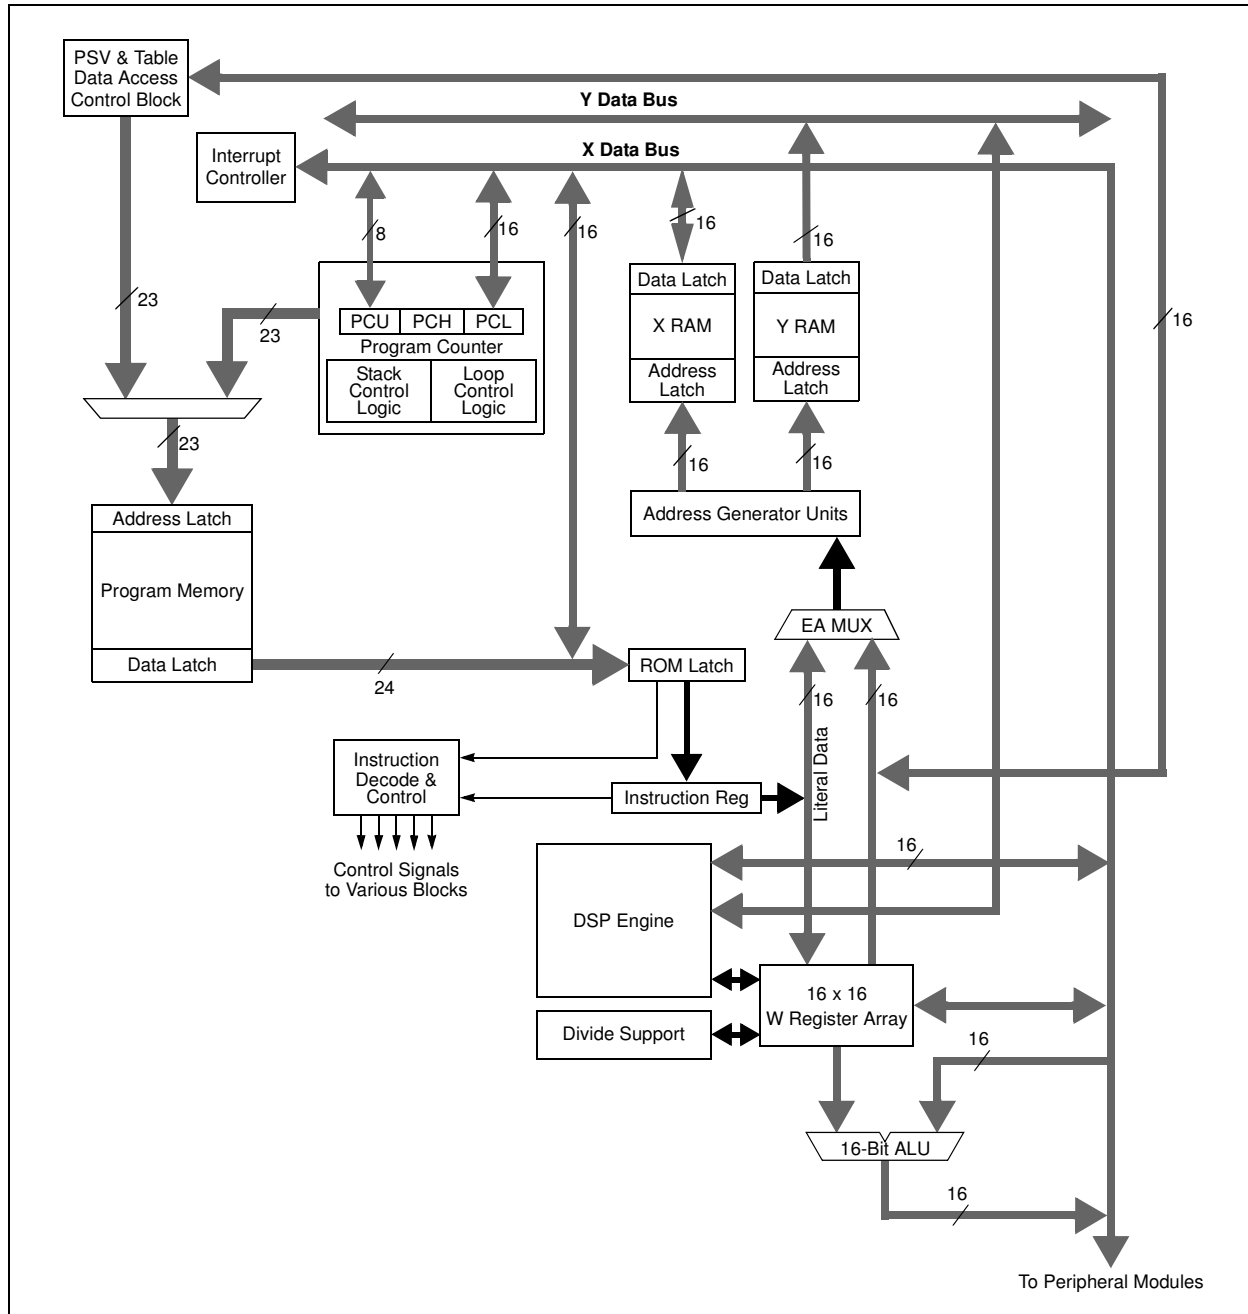 PSV & Table
Data Access
Control Block
Y Data Bus
X Data Bus
Interrupt
Controller
8
16
16
16
16
Data Latch
X RAM
Address
Latch
Data Latch
Y RAM
Address
Latch
16
23
23
PCU
PCH
PCL
Program Counter
Stack
Control
Logic
Loop
Control
Logic
23
16
16
Address Generator Units
Address Latch
Program Memory
Data Latch
24
EA MUX
ROM Latch
16
16
Literal Data
Instruction
Decode &
Control
Instruction Reg
Control Signals
to Various Blocks
DSP Engine
16
16 x 16
W Register Array
Divide Support
16
16-Bit ALU
16
To Peripheral Modules